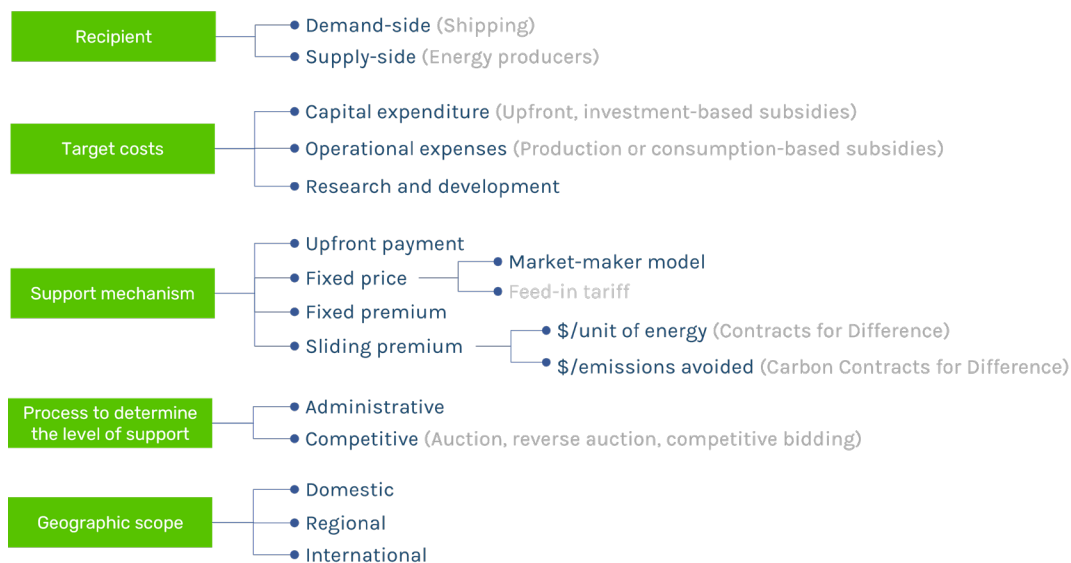 Recipient
Demand-side (Shipping)
Supply-side (Energy producers)
Target costs
Capital expenditure (Upfront, investment-based subsidies)
Operational expenses (Production or consumption-based subsidies)
Research and development
Support mechanism
Upfront payment
Fixed price
Market-maker model
Feed-in tariff
Fixed premium
Sliding premium
$/unit of energy (Contracts for Difference)
$/emissions avoided (Carbon Contracts for Difference)
Process to determine
the level of support
Administrative
Competitive (Auction, reverse auction, competitive bidding)
Geographic scope
Domestic
Regional
International